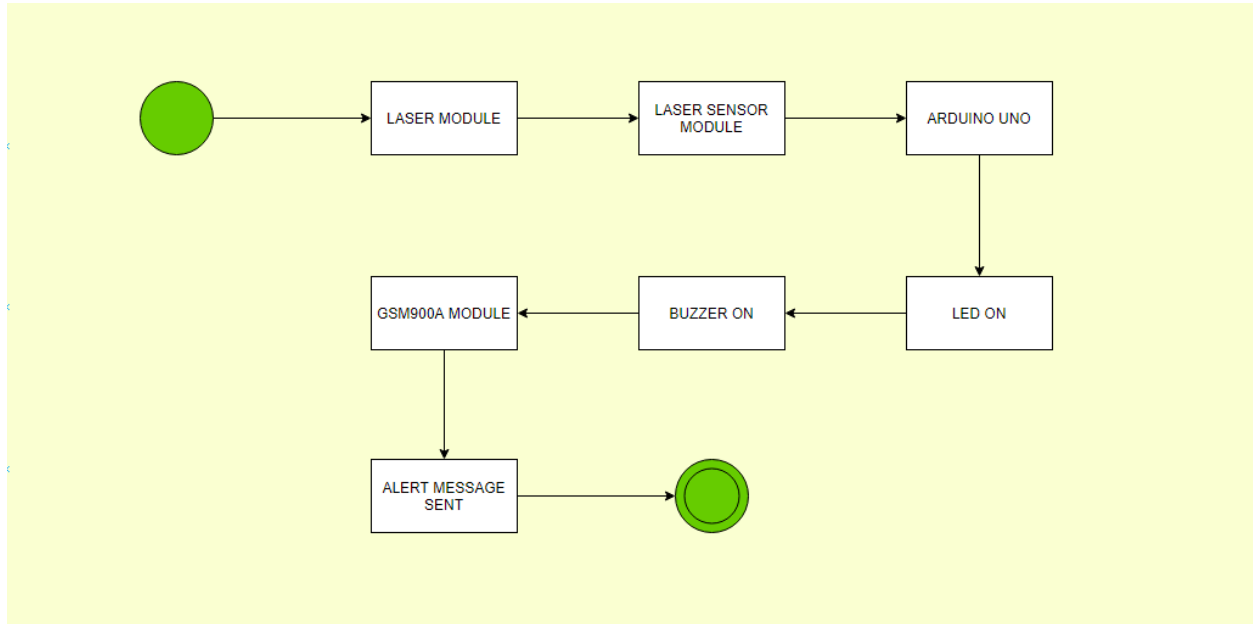 LASER MODULE
LASER SENSOR
MODULE
ARDUINO UNO
GSM900A MODULE
BUZZER ON
LED ON
ALERT MESSAGE
SENT